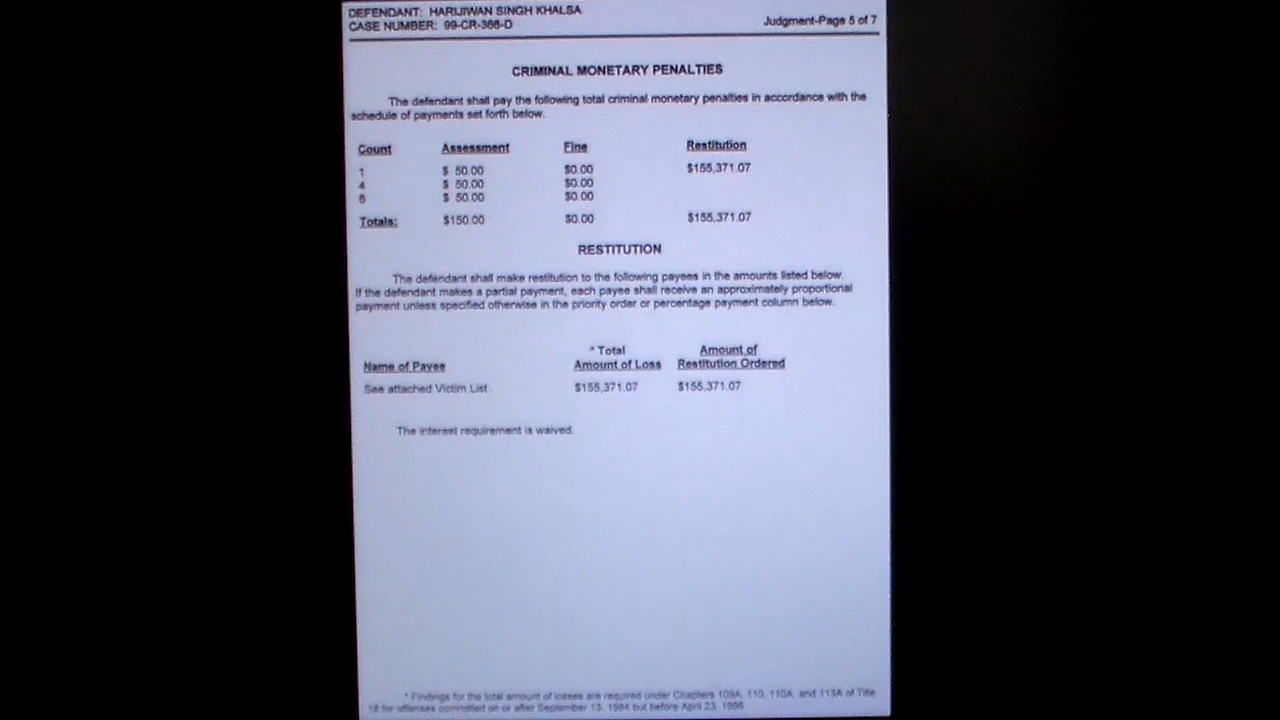 DEFENDANT: HARIJIWAN SINGH KHALSA
CASE NUMBER: 99-CR-366-D
Judgment-Page 5 of 7
CRIMINAL MONETARY PENALTIES
The defendant shall pay the following total criminal monetary penalties in accordance with the
schedule of payments set forth below.
Count Assessment Fine Restitution
1 $ 50.00 $0.00 $155,371.07
4 $ 50.00 $0.00
6 $ 50.00 $0.00
Totals: $150.00 $0.00 $155,371.07
RESTITUTION
The defendant shall make restitution to the following payees in the amounts listed below.
If the defendant makes a partial payment, each payee shall receive an approximately proportional
payment unless specified otherwise in the priority order or percentage payment column below.
* Total Amount of
Name of Payee Amount of Loss Restitution Ordered
See attached Victim List $155,371.07 $155,371.07
The interest requirement is waived.
* Findings for the total amount of losses are required under Chapters 109A, 110, 110A, and 113A of Title
18 for offenses committed on or after September 13, 1994 but before April 23, 1996.